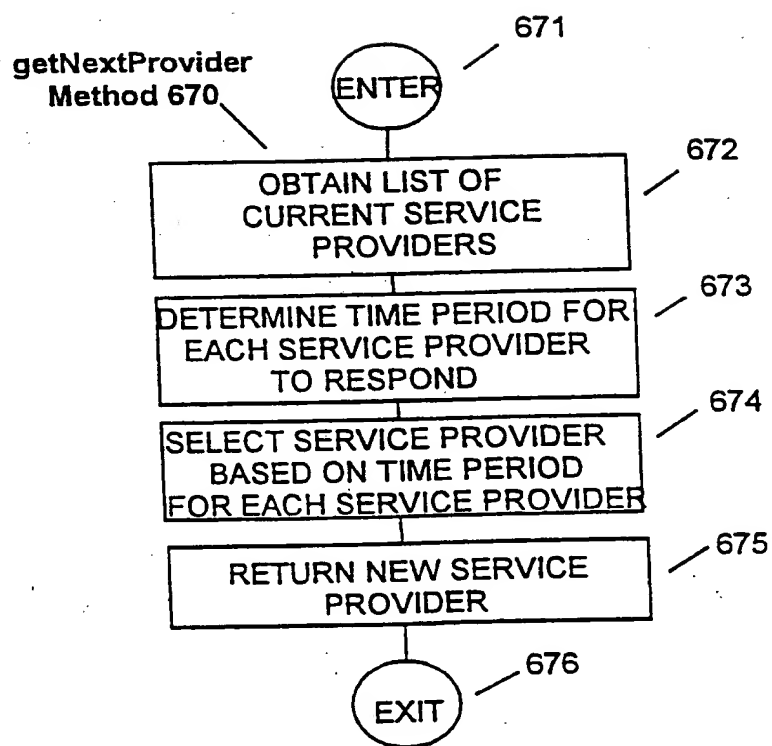 671
getNextProvider
Method 670
ENTER
672
OBTAIN LIST OF
CURRENT SERVICE
PROVIDERS
673
DETERMINE TIME PERIOD FOR
EACH SERVICE PROVIDER
TO RESPOND
674
SELECT SERVICE PROVIDER
BASED ON TIME PERIOD
FOR EACH SERVICE PROVIDER
675
RETURN NEW SERVICE
PROVIDER
676
EXIT